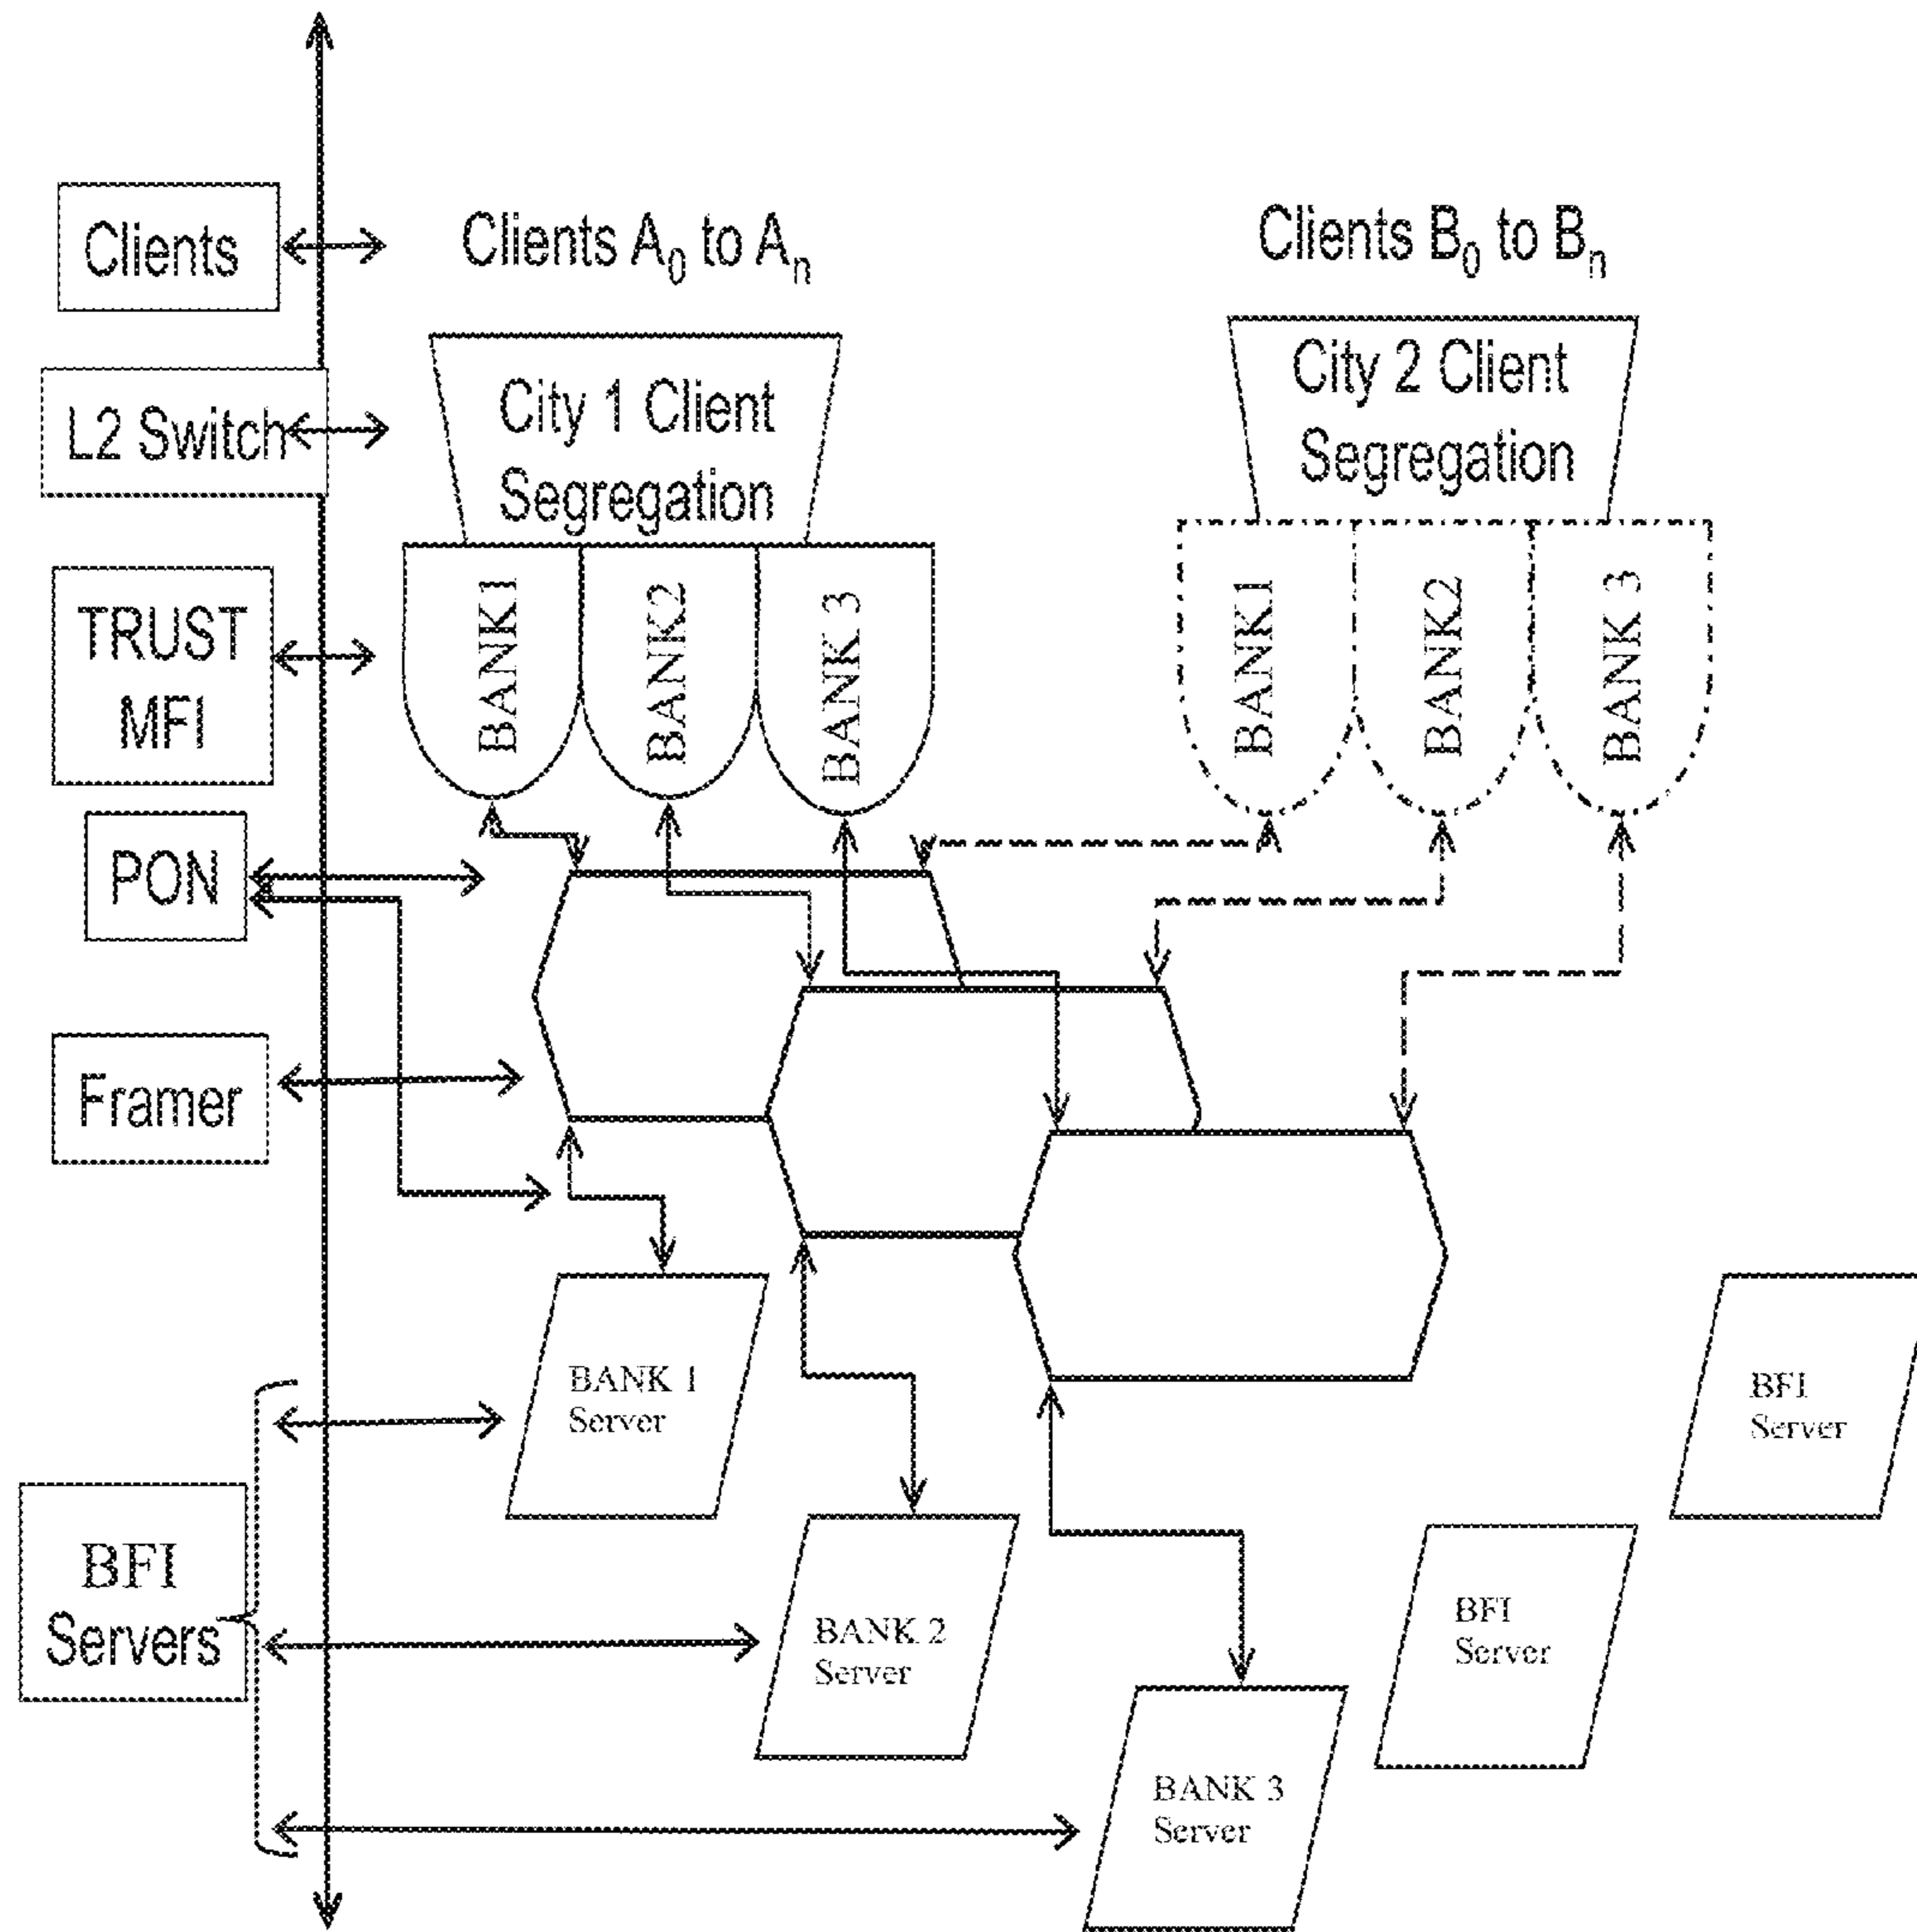 Clients
Clients A₀ to Aₙ
Clients B₀ to Bₙ
L2 Switch
City 1 Client
Segregation
City 2 Client
Segregation
TRUST
MFI
BANK1
BANK2
BANK 3
BANK1
BANK2
BANK 3
PON
Framer
BANK 1
Server
BFI
Server
BFI
Servers
BANK 2
Server
BFI
Server
BANK 3
Server